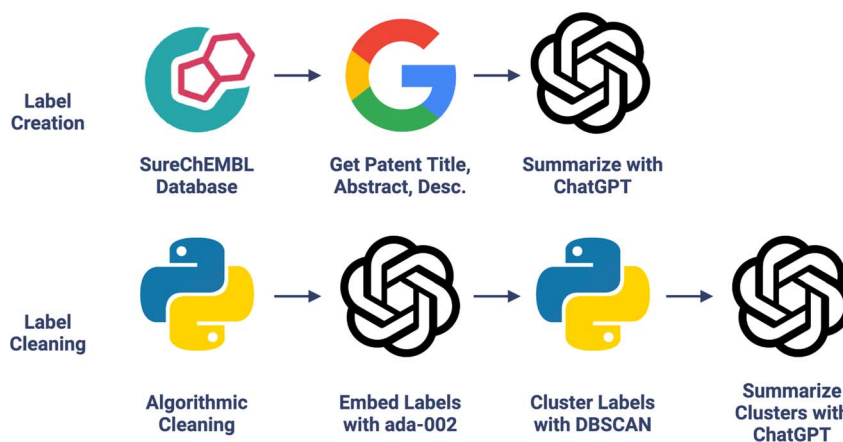 Label
Creation
SureChEMBL
Database
Get Patent Title,
Abstract, Desc.
Summarize with
ChatGPT
Label
Cleaning
Algorithmic
Cleaning
Embed Labels
with ada-002
Cluster Labels
with DBSCAN
Summarize
Clusters with
ChatGPT